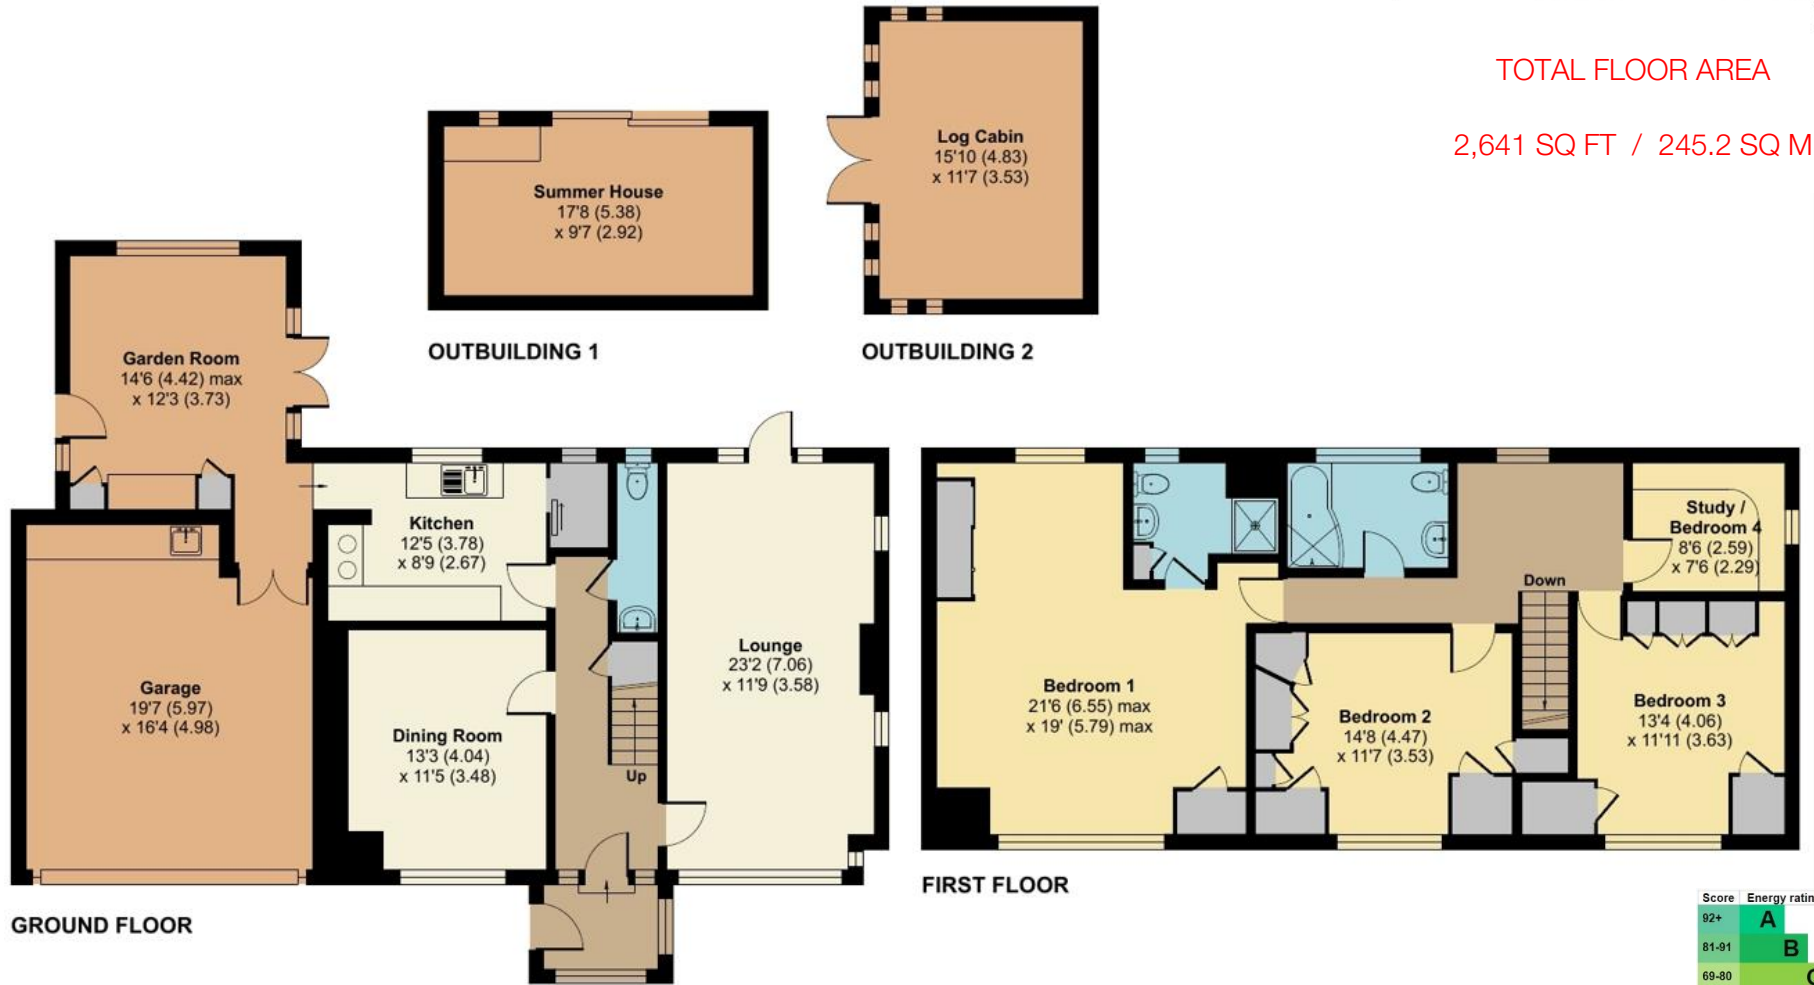 TOTAL FLOOR AREA
2,641 SQ FT / 245.2 SQ M
Log Cabin
15'10 (4.83)
x 11'7 (3.53)
Summer House
17'8 (5.38)
x 9'7 (2.92)
OUTBUILDING 1
OUTBUILDING 2
Garden Room
14'6 (4.42) max
x 12'3 (3.73)
Kitchen
12'5 (3.78)
x 8'9 (2.67)
Lounge
23'2 (7.06)
x 11'9 (3.58)
Garage
19'7 (5.97)
x 16'4 (4.98)
Dining Room
13'3 (4.04)
x 11'5 (3.48)
Up
GROUND FLOOR
Study /
Bedroom 4
8'6 (2.59)
x 7'6 (2.29)
Down
Bedroom 1
21'6 (6.55) max
x 19' (5.79) max
Bedroom 2
14'8 (4.47)
x 11'7 (3.53)
Bedroom 3
13'4 (4.06)
x 11'11 (3.63)
FIRST FLOOR
Score Energy ratin
92+ A
81-91 B
69-80